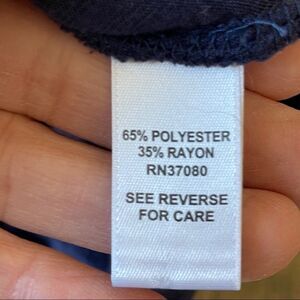 65% POLYESTER
35% RAYON
RN37080
SEE REVERSE
FOR CARE